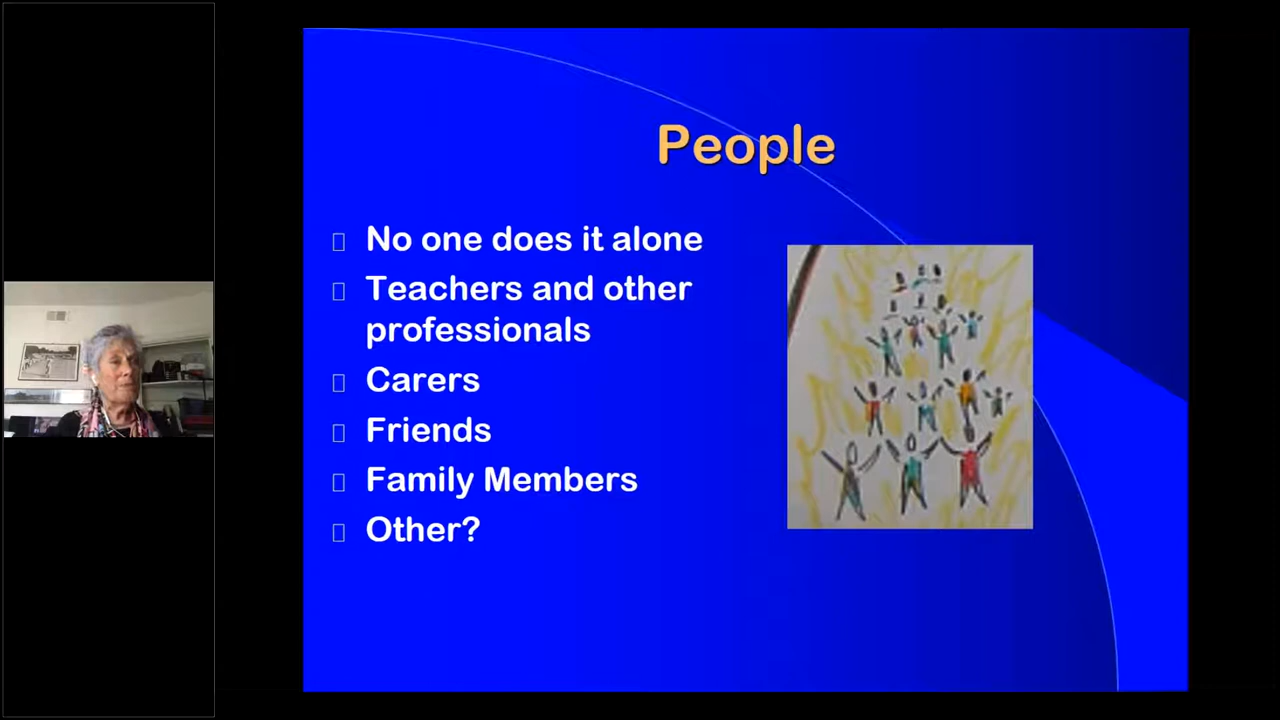 People
No one does it alone
Teachers and other
professionals
Carers
Friends
Family Members
Other?